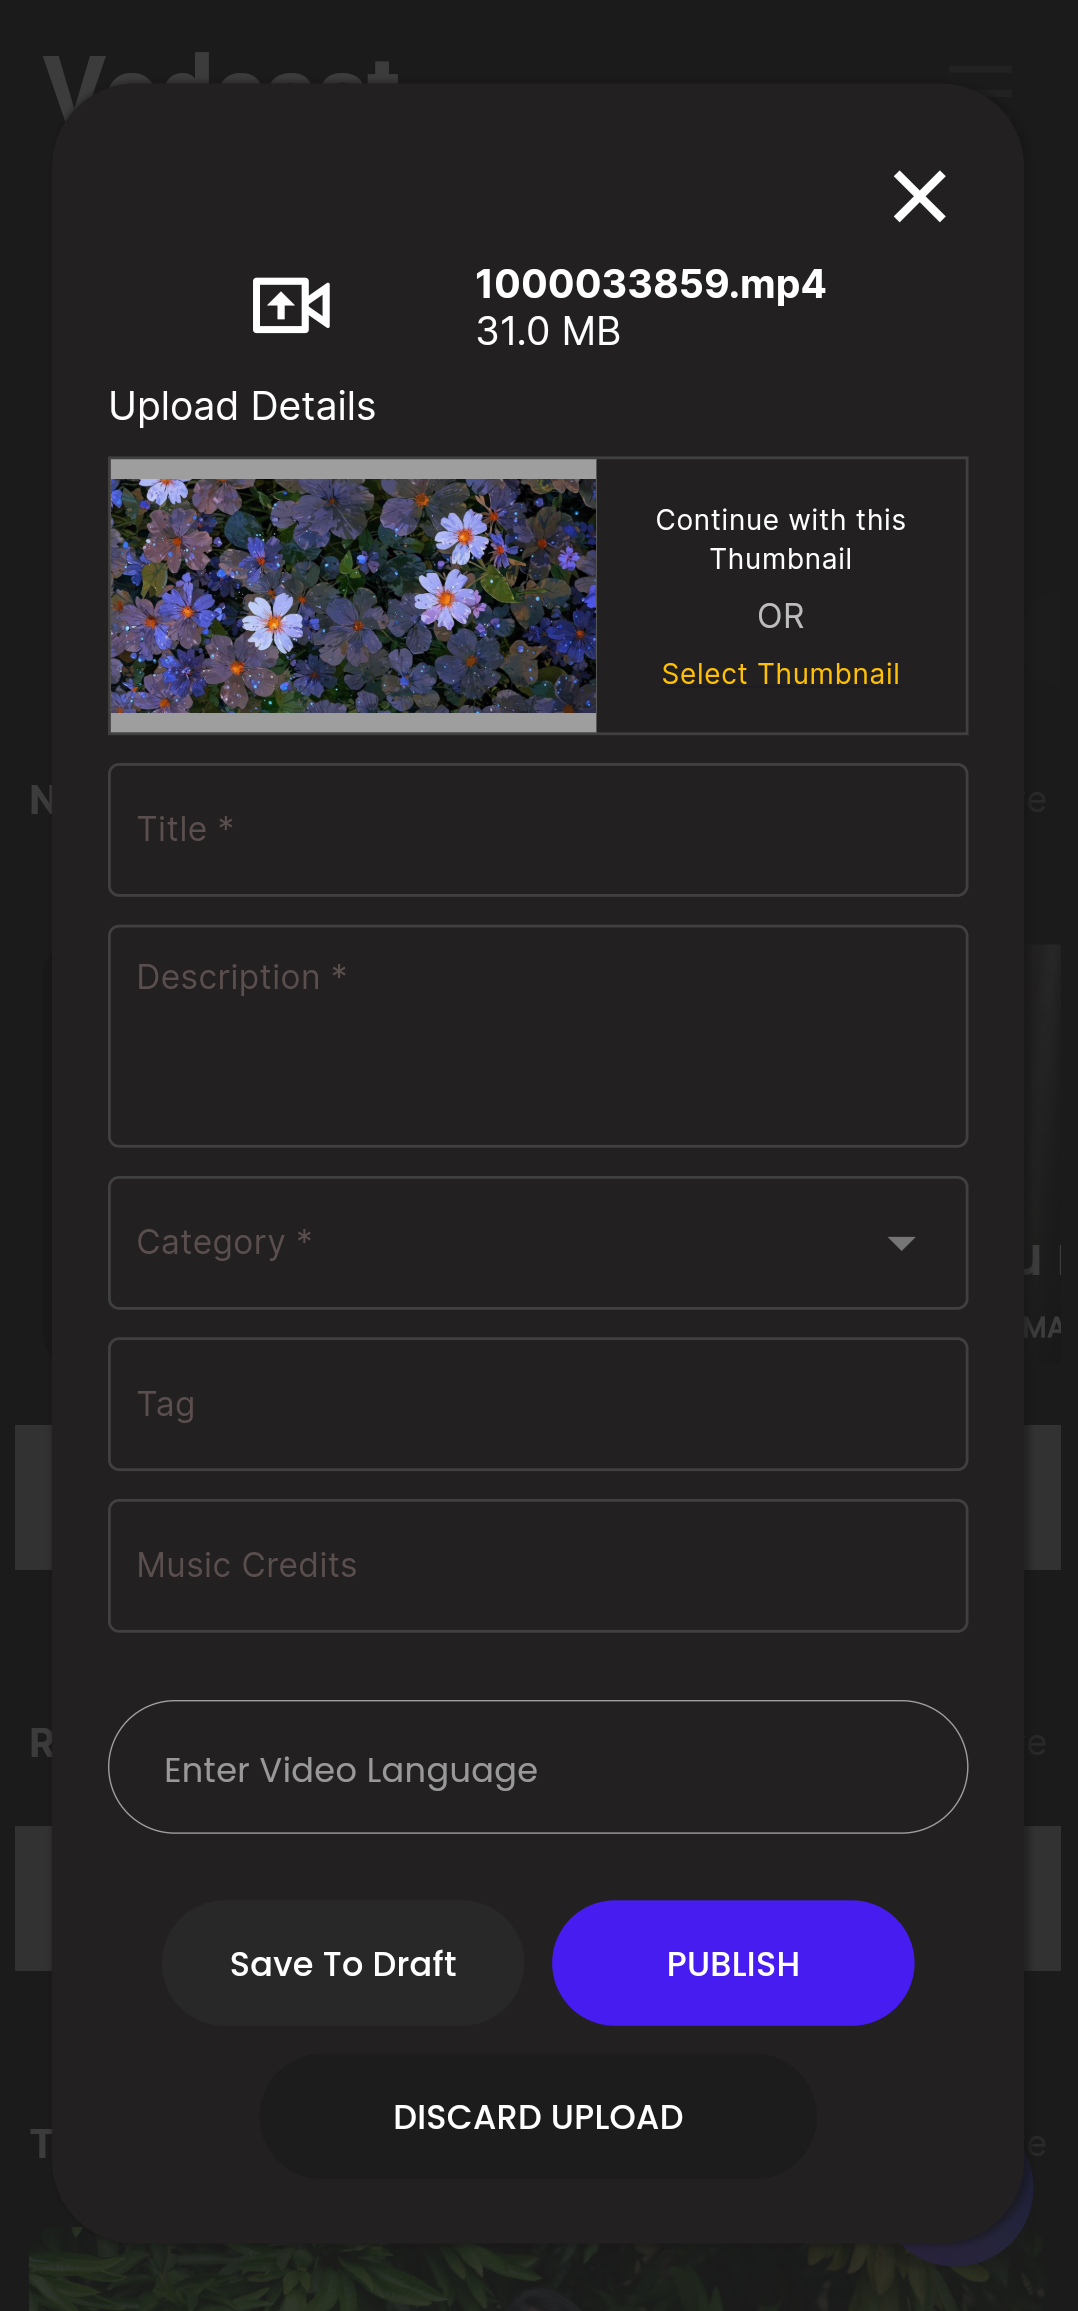 Vodcast
1000033859.mp4
31.0 MB
Upload Details
Continue with this
Thumbnail
OR
Select Thumbnail
Title *
Description *
Category *
Tag
Music Credits
Enter Video Language
Save To Draft
PUBLISH
DISCARD UPLOAD